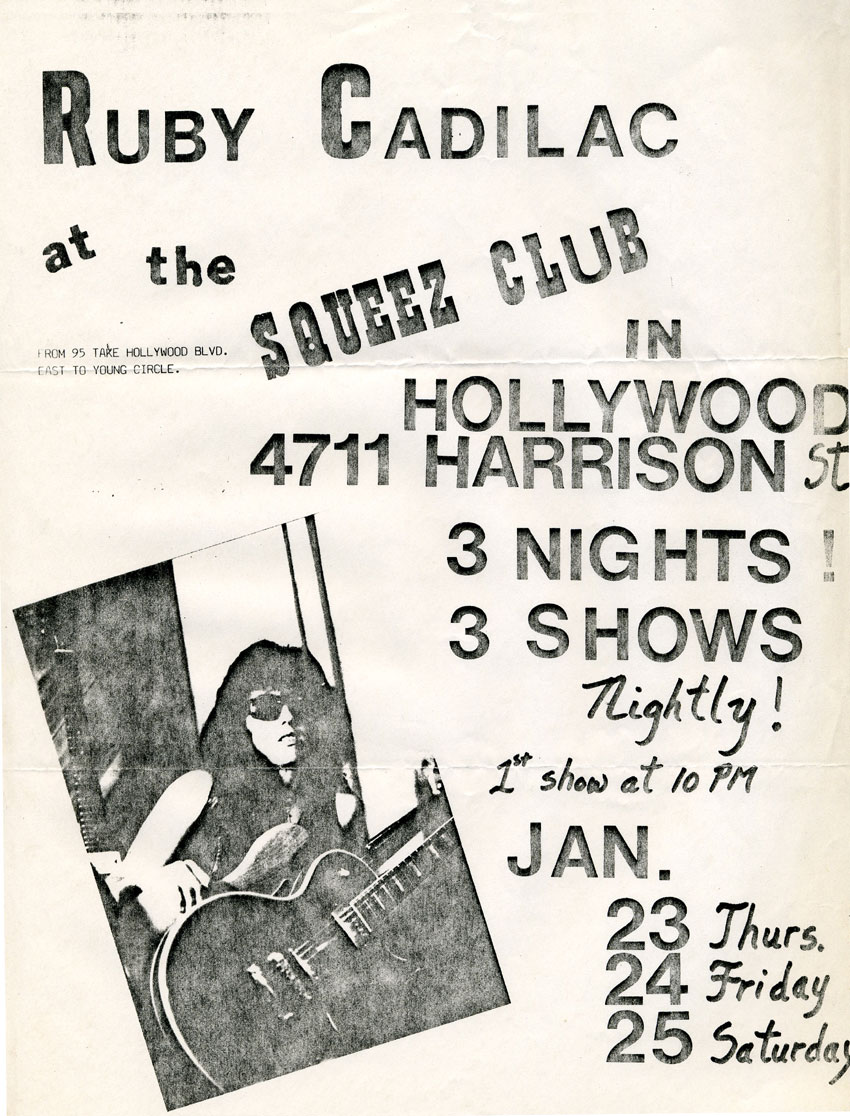 RUBY CADILAC
at the
SQUEEZ CLUB
FROM 95 TAKE HOLLYWOOD BLVD.
EAST TO YOUNG CIRCLE.
IN
HOLLYWOOD
4711 HARRISON St
3 NIGHTS !
3 SHOWS
Nightly!
1st show at 10 PM
JAN.
23 Thurs.
24 Friday
25 Saturday